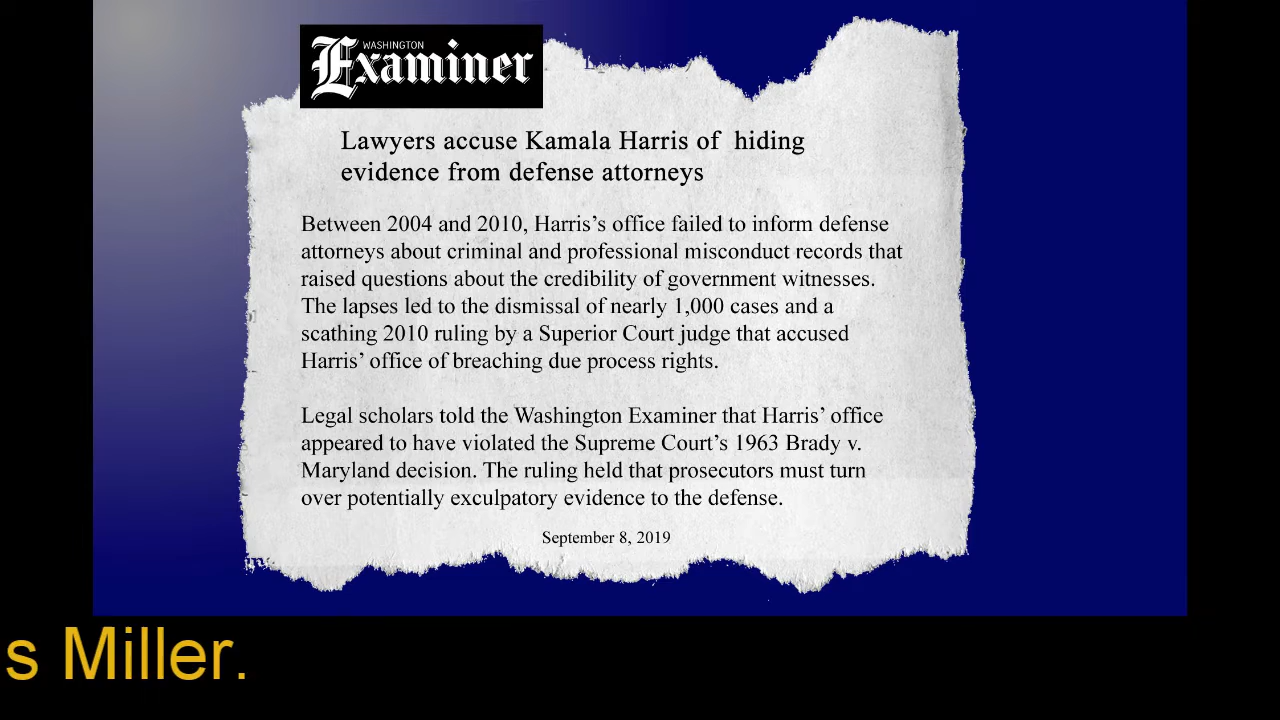 WASHINGTON
Examiner
Lawyers accuse Kamala Harris of hiding
evidence from defense attorneys
Between 2004 and 2010, Harris's office failed to inform defense
attorneys about criminal and professional misconduct records that
raised questions about the credibility of government witnesses.
The lapses led to the dismissal of nearly 1,000 cases and a
scathing 2010 ruling by a Superior Court judge that accused
Harris' office of breaching due process rights.
Legal scholars told the Washington Examiner that Harris' office
appeared to have violated the Supreme Court's 1963 Brady v.
Maryland decision. The ruling held that prosecutors must turn
over potentially exculpatory evidence to the defense.
September 8, 2019
s Miller.